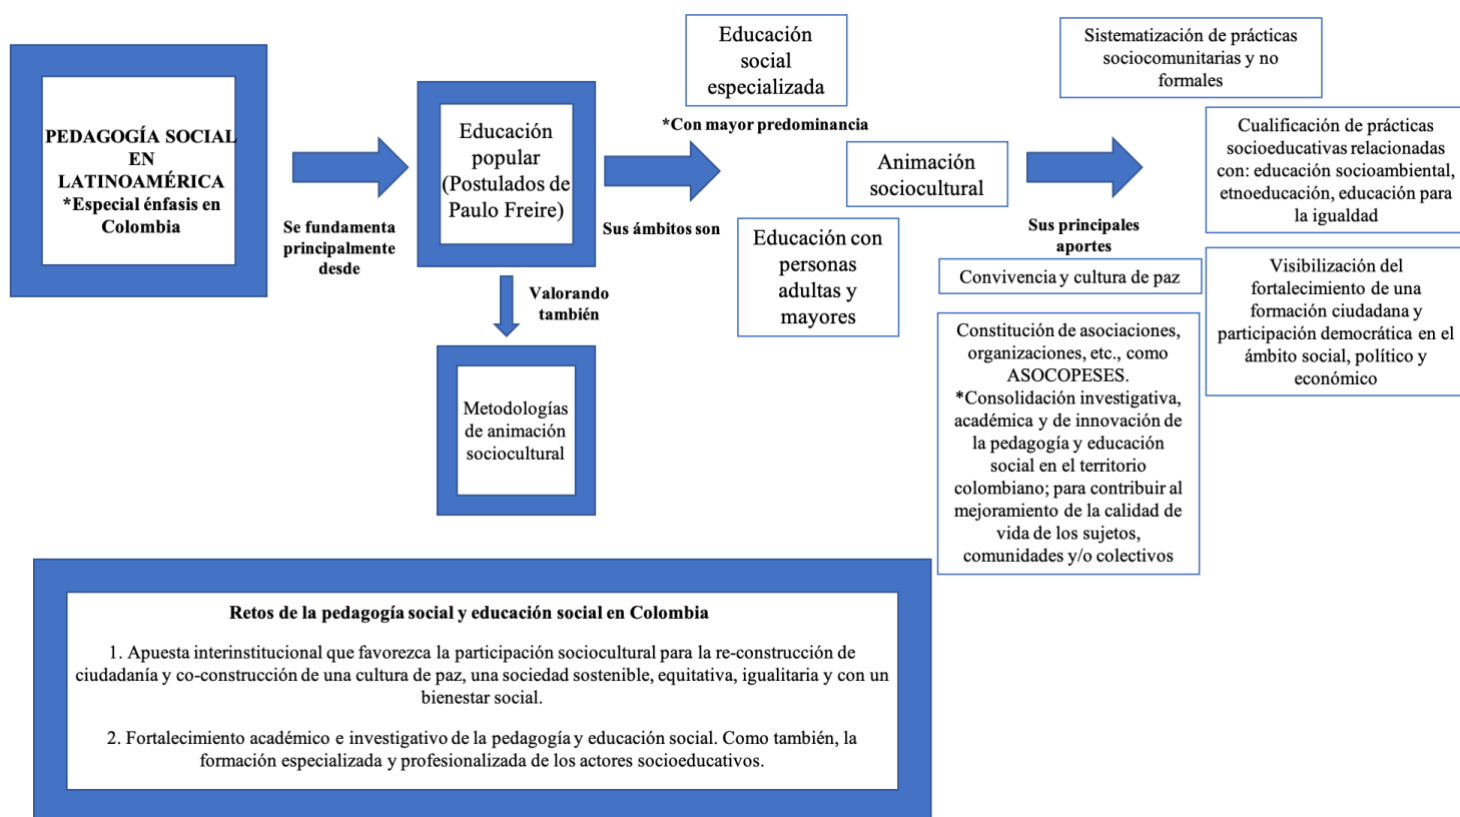 PEDAGOGÍA SOCIAL
EN
LATINOAMÉRICA
*Especial énfasis en
Colombia
Se fundamenta
principalmente
desde
Educación
popular
(Postulados de
Paulo Freire)
Valorando
también
Metodologías
de animación
sociocultural
Sus ámbitos son
Educación
social
especializada
*Con mayor predominancia
Animación
sociocultural
Educación con
personas
adultas y
mayores
Sus principales
aportes
Sistematización de prácticas
sociocomunitarias y no
formales
Cualificación de prácticas
socioeducativas relacionadas
con: educación socioambiental,
etnoeducación, educación para
la igualdad
Convivencia y cultura de paz
Visibilización del
fortalecimiento de una
formación ciudadana y
participación democrática en el
ámbito social, político y
económico
Constitución de asociaciones,
organizaciones, etc., como
ASOCOPESES.
*Consolidación investigativa,
académica y de innovación de
la pedagogía y educación
social en el territorio
colombiano; para contribuir al
mejoramiento de la calidad de
vida de los sujetos,
comunidades y/o colectivos
Retos de la pedagogía social y educación social en Colombia
1. Apuesta interinstitucional que favorezca la participación sociocultural para la re-construcción de
ciudadanía y co-construcción de una cultura de paz, una sociedad sostenible, equitativa, igualitaria y con un
bienestar social.
2. Fortalecimiento académico e investigativo de la pedagogía y educación social. Como también, la
formación especializada y profesionalizada de los actores socioeducativos.